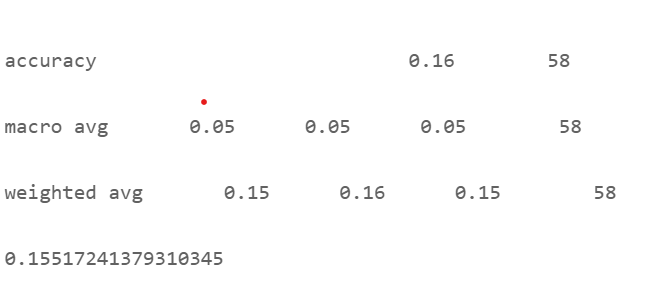 accuracy 0.16 58
macro avg 0.05 0.05 0.05 58
weighted avg 0.15 0.16 0.15 58
0.15517241379310345